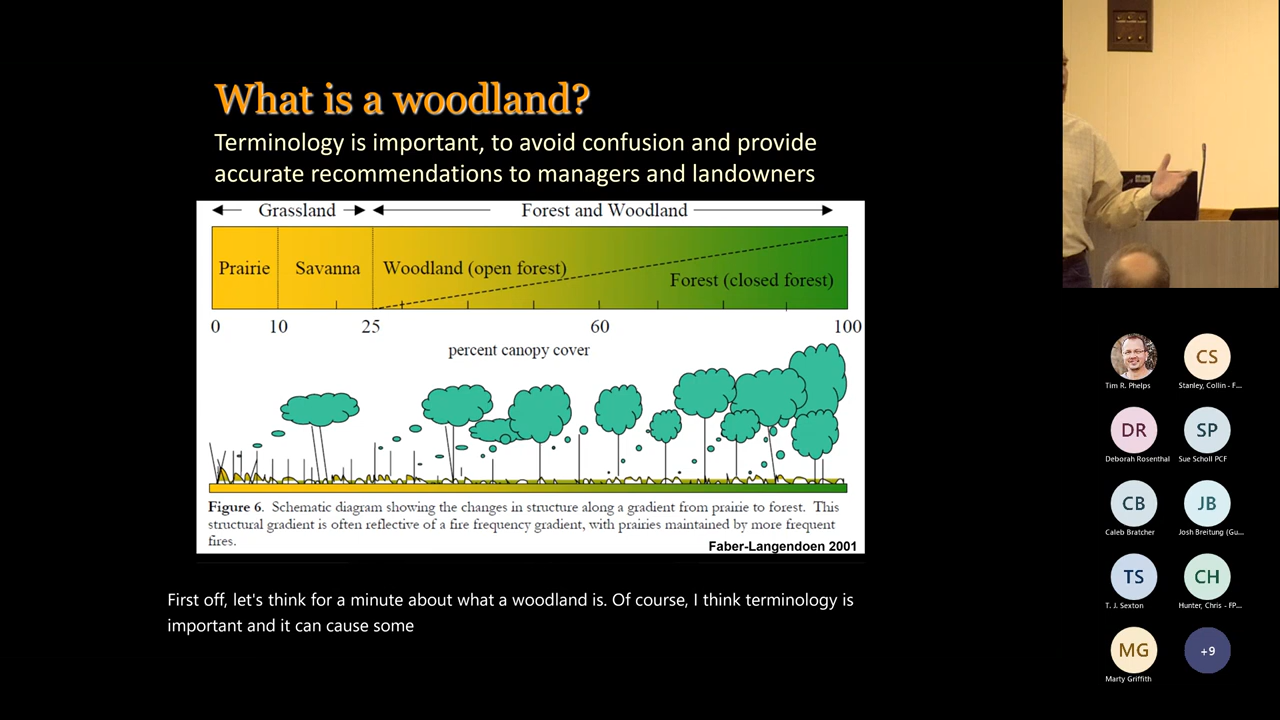 What is a woodland?
Terminology is important, to avoid confusion and provide
accurate recommendations to managers and landowners
Grassland
Forest and Woodland
Prairie
Savanna
Woodland (open forest)
Forest (closed forest)
0
10
25
60
100
percent canopy cover
Figure 6. Schematic diagram showing the changes in structure along a gradient from prairie to forest. This
structural gradient is often reflective of a fire frequency gradient, with prairies maintained by more frequent
fires.
Faber-Langendoen 2001
First off, let's think for a minute about what a woodland is. Of course, I think terminology is
important and it can cause some
Tim R. Phelps
CS
Stanley, Collin - F...
DR
Deborah Rosenthal
SP
Sue Scholl PCF
CB
Caleb Bratcher
JB
Josh Breitung (Gu...
TS
T. J. Sexton
CH
Hunter, Chris - FP...
MG
Marty Griffith
+9